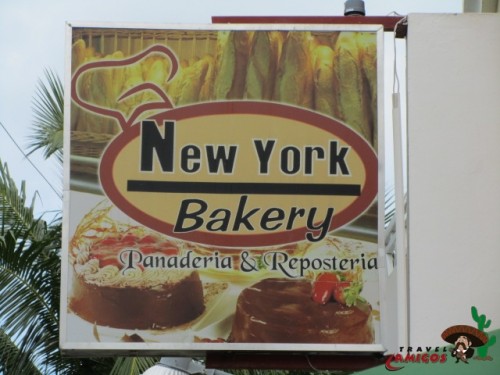 New York
Bakery
Panaderia & Reposteria
TRAVEL
AMIGOS